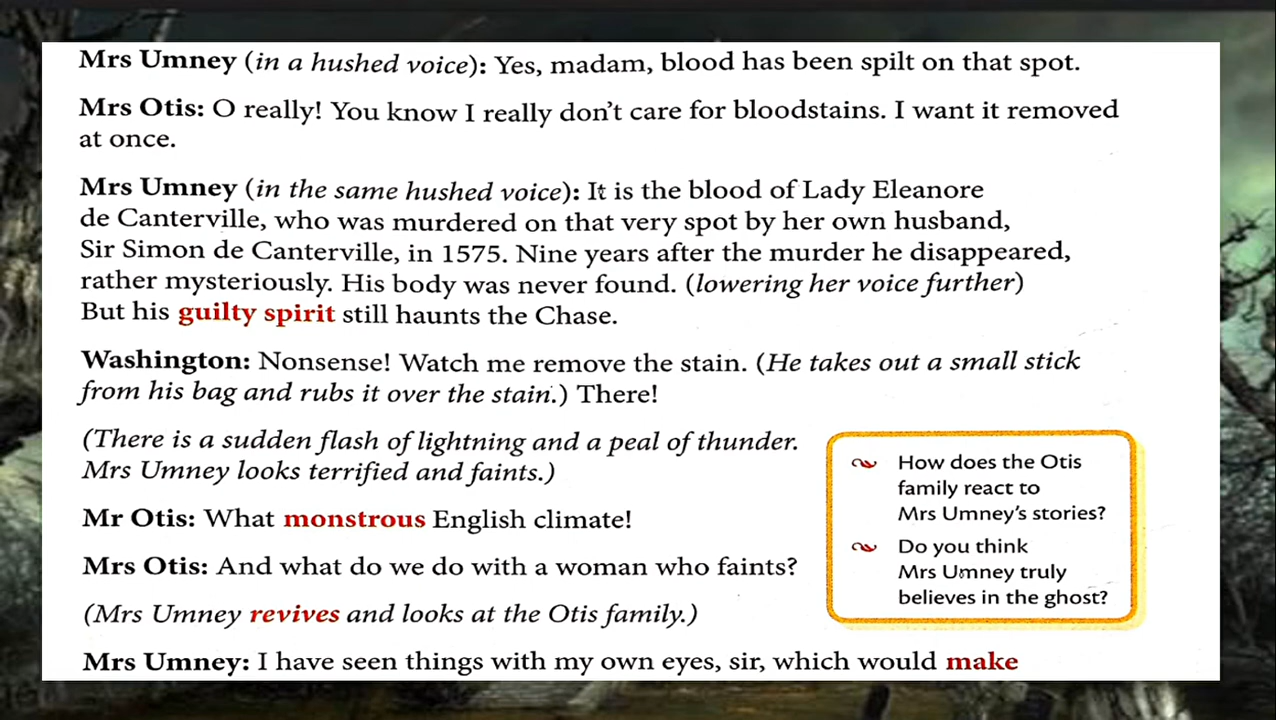 Mrs Umney (in a hushed voice): Yes, madam, blood has been spilt on that spot.
Mrs Otis: O really! You know I really don't care for bloodstains. I want it removed
at once.
Mrs Umney (in the same hushed voice): It is the blood of Lady Eleanore
de Canterville, who was murdered on that very spot by her own husband,
Sir Simon de Canterville, in 1575. Nine years after the murder he disappeared,
rather mysteriously. His body was never found. (lowering her voice further)
But his guilty spirit still haunts the Chase.
Washington: Nonsense! Watch me remove the stain. (He takes out a small stick
from his bag and rubs it over the stain.) There!
(There is a sudden flash of lightning and a peal of thunder.
Mrs Umney looks terrified and faints.)
Mr Otis: What monstrous English climate!
Mrs Otis: And what do we do with a woman who faints?
(Mrs Umney revives and looks at the Otis family.)
Mrs Umney: I have seen things with my own eyes, sir, which would make
How does the Otis
family react to
Mrs Umney's stories?
Do you think
Mrs Umney truly
believes in the ghost?